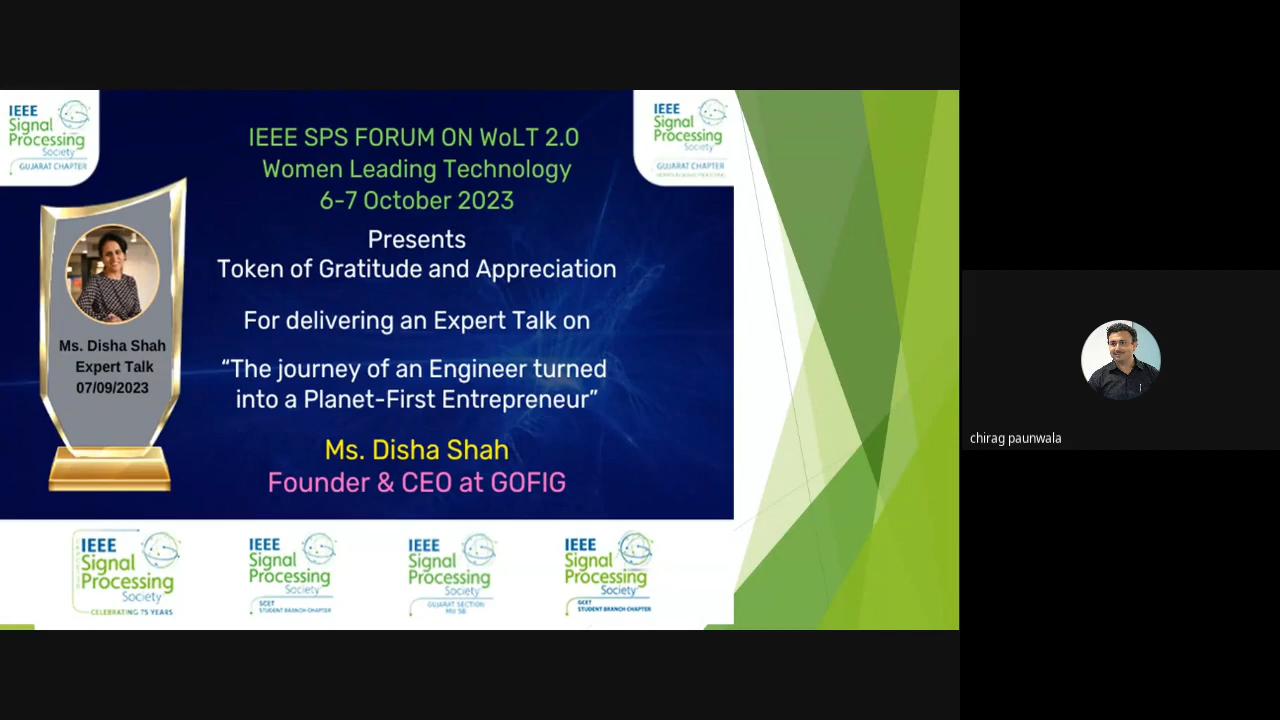 IEEE
Signal
Processing
Society
GUJARAT CHAPTER
IEEE
Signal
Processing
Society
GUJARAT CHAPTER
IEEE SPS FORUM ON WoLT 2.0
Women Leading Technology
6-7 October 2023
Presents
Token of Gratitude and Appreciation
For delivering an Expert Talk on
“The journey of an Engineer turned
into a Planet-First Entrepreneur”
Ms. Disha Shah
Founder & CEO at GOFIG
Ms. Disha Shah
Expert Talk
07/09/2023
chirag paunwala
IEEE
Signal
Processing
Society
CELEBRATING 75 YEARS
IEEE
Signal
Processing
Society
STUDENT BRANCH CHAPTER
IEEE
Signal
Processing
Society
GUJARAT SECTION
IEEE
Signal
Processing
Society
STUDENT BRANCH CHAPTER